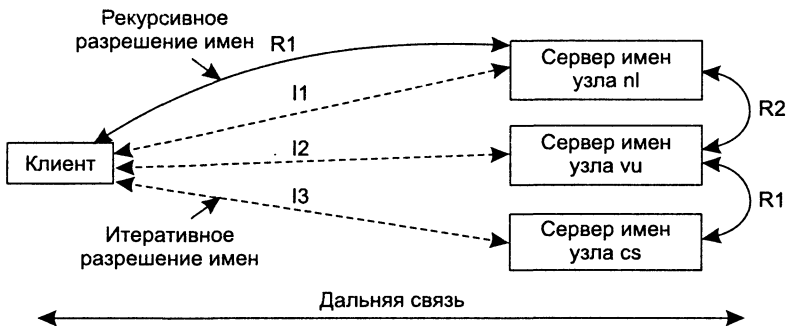 Рекурсивное
разрешение имен
R1
Сервер имен
узла nl
I1
R2
I2
Клиент
Сервер имен
узла vu
I3
R1
Итеративное
разрешение имен
Сервер имен
узла cs
Дальняя связь